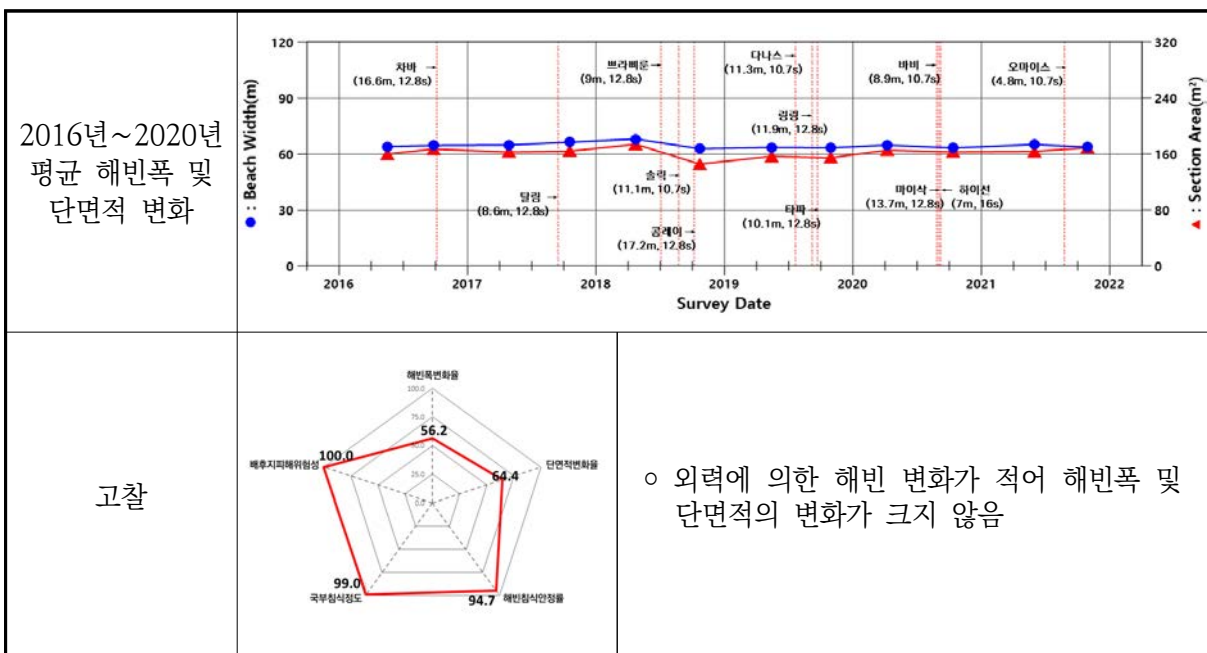 2016년~2020년
평균 해빈폭 및
단면적 변화
120
90
60
30
0
● : Beach Width(m)
차바
(16.6m, 12.8s)
달림
(8.6m, 12.8s)
쁘라삐룬
(9m, 12.8s)
솔릭
(11.1m, 10.7s)
콩레이
(17.2m, 12.8s)
다나스
(11.3m, 10.7s)
링링
(11.9m, 12.8s)
타파
(10.1m, 12.8s)
바비
(8.9m, 10.7s)
마이삭
(13.7m, 12.8s)
하이선
(7m, 16s)
오마이스
(4.8m, 10.7s)
320
240
160
80
0
▲ : Section Area(m²)
2016 2017 2018 2019 2020 2021 2022
Survey Date
고찰
해빈폭변화율
100.0
75.0
50.0
25.0
0.0
56.2
단면적변화율
64.4
해빈침식안정률
94.7
국부침식정도
99.0
배후지피해위험성
100.0
○ 외력에 의한 해빈 변화가 적어 해빈폭 및
단면적의 변화가 크지 않음